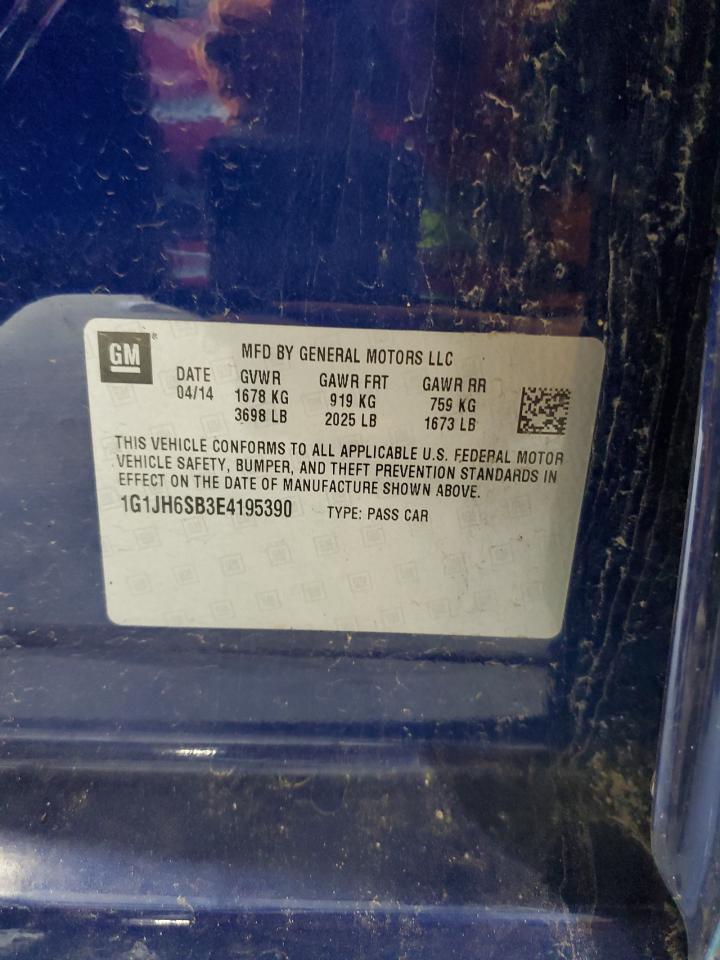 GM
MFD BY GENERAL MOTORS LLC
DATE GVWR GAWR FRT GAWR RR
04/14 1678 KG 919 KG 759 KG
3698 LB 2025 LB 1673 LB
THIS VEHICLE CONFORMS TO ALL APPLICABLE U.S. FEDERAL MOTOR
VEHICLE SAFETY, BUMPER, AND THEFT PREVENTION STANDARDS IN
EFFECT ON THE DATE OF MANUFACTURE SHOWN ABOVE.
1G1JH6SB3E4195390 TYPE: PASS CAR